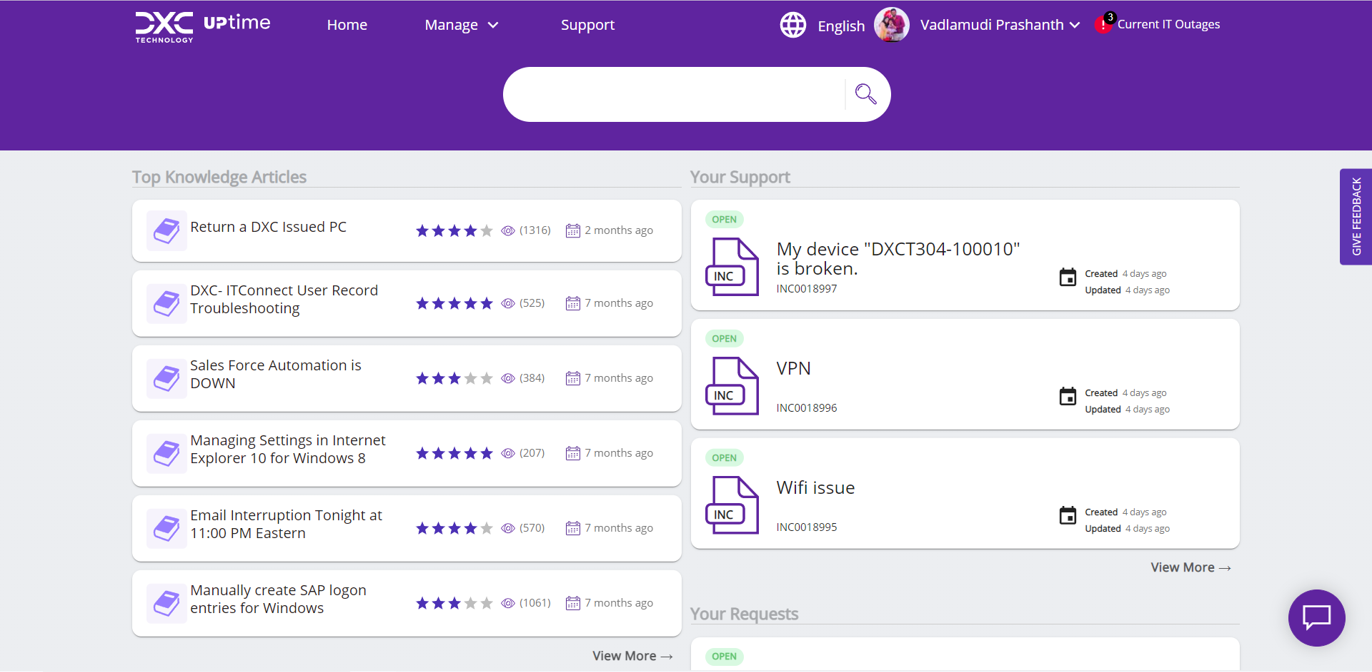 DXC TECHNOLOGY UPtime
Home
Manage
Support
English
Vadlamudi Prashanth
3
Current IT Outages
GIVE FEEDBACK
Top Knowledge Articles
Return a DXC Issued PC
(1316)
2 months ago
DXC- ITConnect User Record
Troubleshooting
(525)
7 months ago
Sales Force Automation is
DOWN
(384)
7 months ago
Managing Settings in Internet
Explorer 10 for Windows 8
(207)
7 months ago
Email Interruption Tonight at
11:00 PM Eastern
(570)
7 months ago
Manually create SAP logon
entries for Windows
(1061)
7 months ago
View More →
Your Support
OPEN
INC
My device "DXCT304-100010"
is broken.
INC0018997
Created 4 days ago
Updated 4 days ago
OPEN
INC
VPN
INC0018996
Created 4 days ago
Updated 4 days ago
OPEN
INC
Wifi issue
INC0018995
Created 4 days ago
Updated 4 days ago
View More →
Your Requests
OPEN